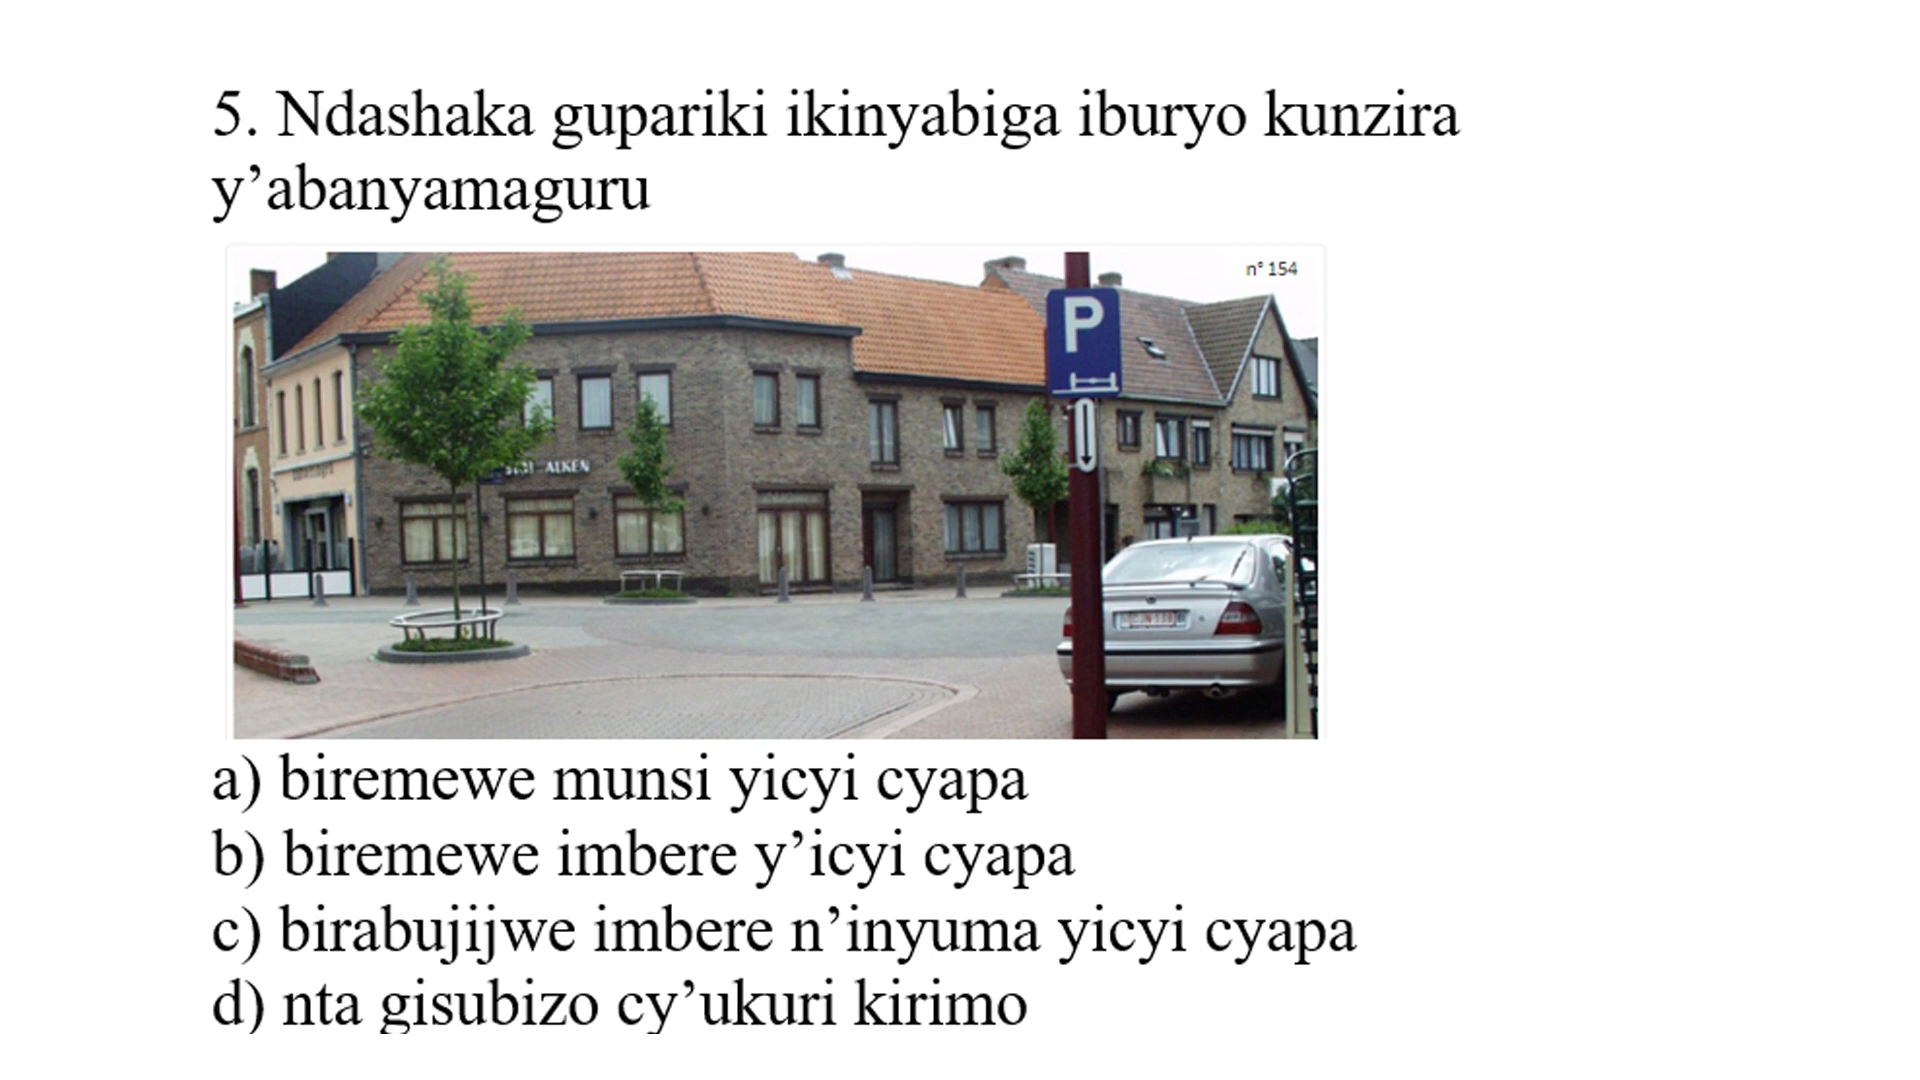 5. Ndashaka gupariki ikinyabiga iburyo kunzira
y’abanyamaguru
n° 154
P
ALKEN
a) biremewe munsi yicyi cyapa
b) biremewe imbere y’icyi cyapa
c) birabujijwe imbere n’inyuma yicyi cyapa
d) nta gisubizo cy’ukuri kirimo